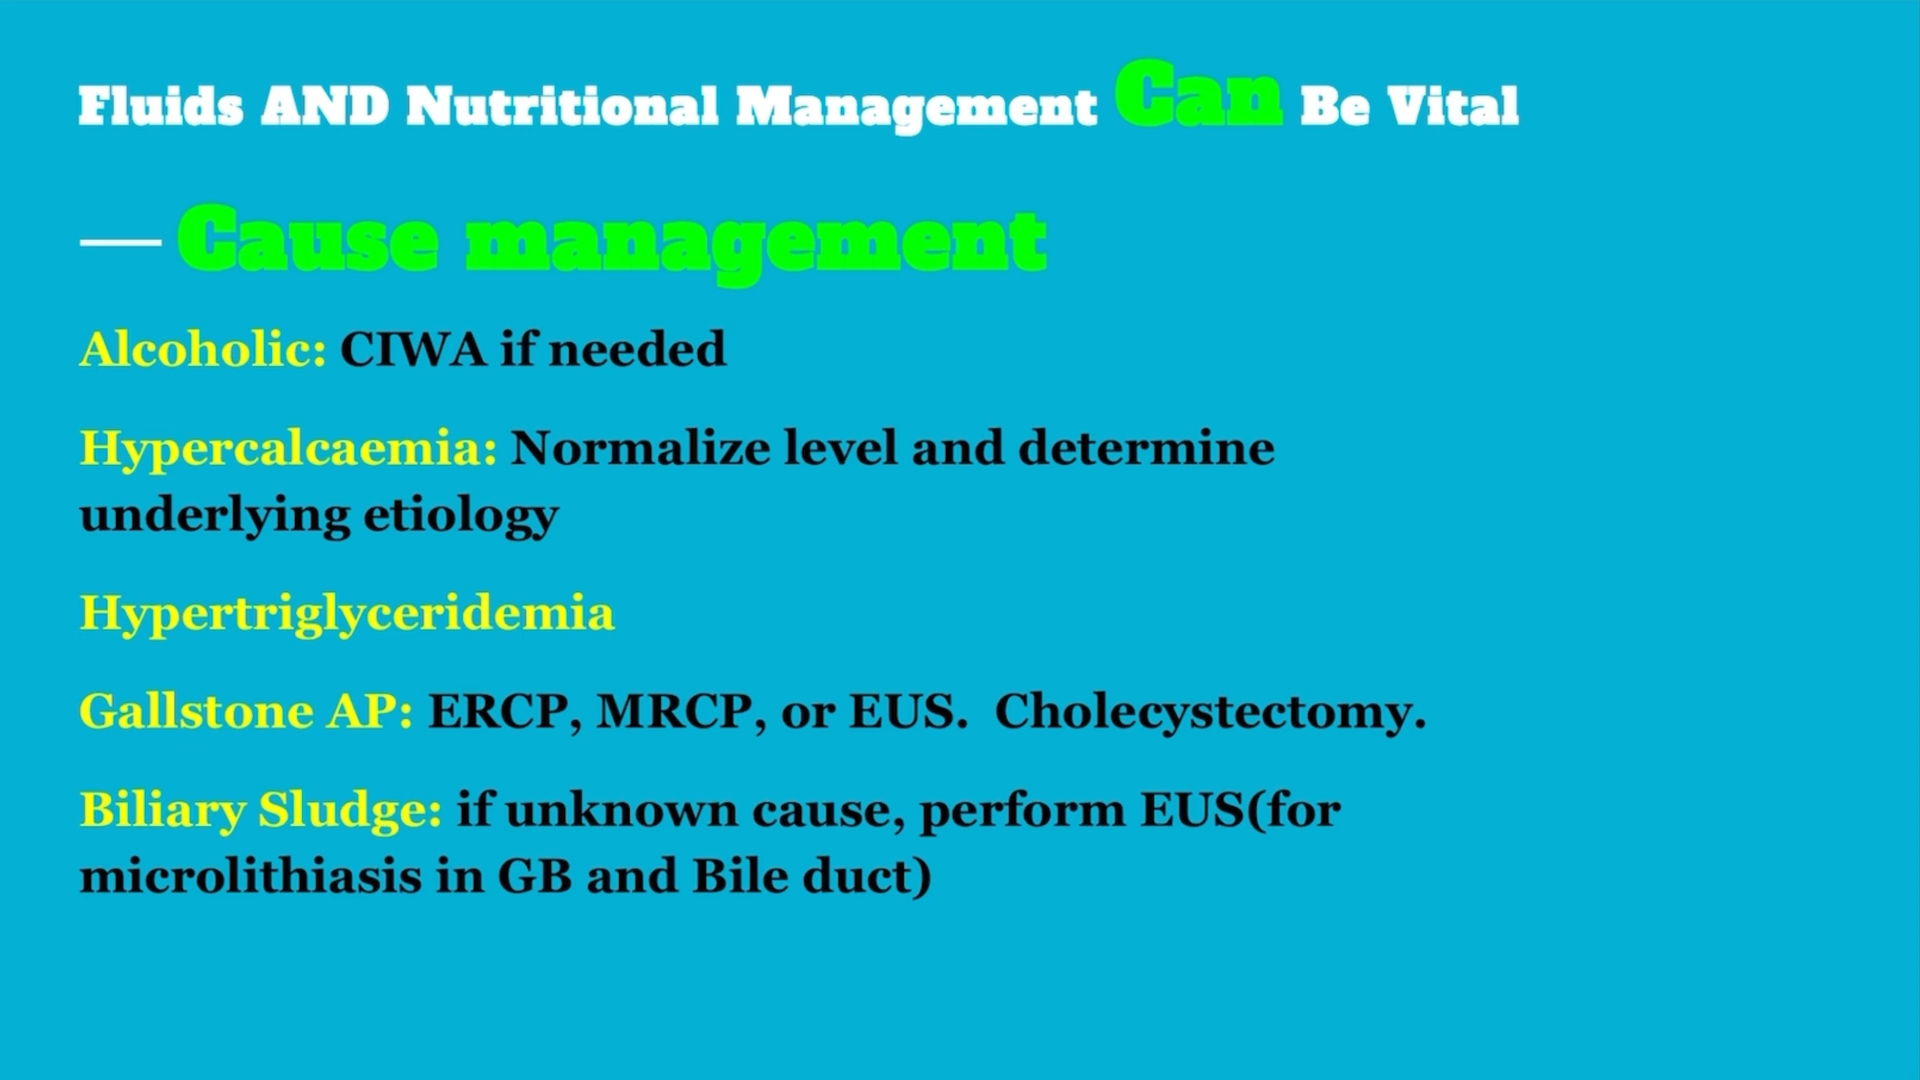 Fluids AND Nutritional Management Can Be Vital
— Cause management
Alcoholic: CIWA if needed
Hypercalcaemia: Normalize level and determine
underlying etiology
Hypertriglyceridemia
Gallstone AP: ERCP, MRCP, or EUS.  Cholecystectomy.
Biliary Sludge: if unknown cause, perform EUS(for
microlithiasis in GB and Bile duct)